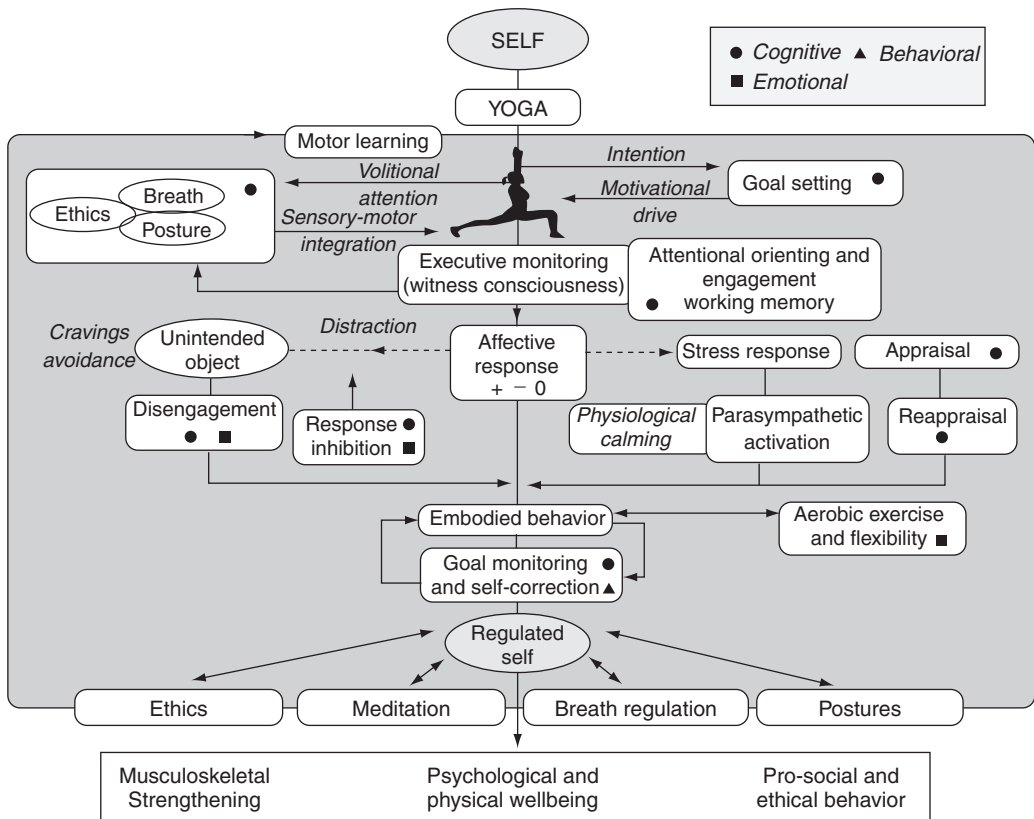 SELF
● Cognitive ▲ Behavioral
■ Emotional
YOGA
Motor learning
Intention
Volitional
attention
Goal setting ●
Motivational
drive
Breath ●
Ethics
Posture
Sensory-motor
integration
Executive monitoring
(witness consciousness)
Attentional orienting and
engagement
● working memory
Cravings
avoidance
Unintended
object
Distraction
Affective
response
+ − 0
Stress response
Appraisal ●
Disengagement
● ■
Response ●
inhibition ■
Physiological
calming
Parasympathetic
activation
Reappraisal
●
Embodied behavior
Aerobic exercise
and flexibility ■
Goal monitoring ●
and self-correction ▲
Regulated
self
Ethics
Meditation
Breath regulation
Postures
Musculoskeletal
Strengthening
Psychological and
physical wellbeing
Pro-social and
ethical behavior